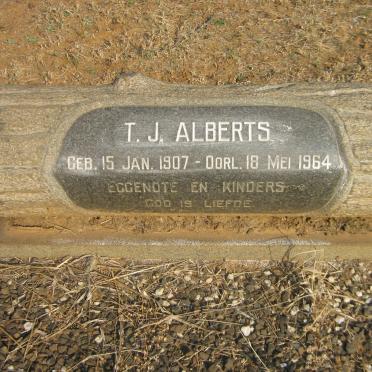 T. J. ALBERTS
GEB. 15 JAN. 1907 - OORL. 18 MEI 1964
EGGENOTE EN KINDERS
GOD IS LIEFDE